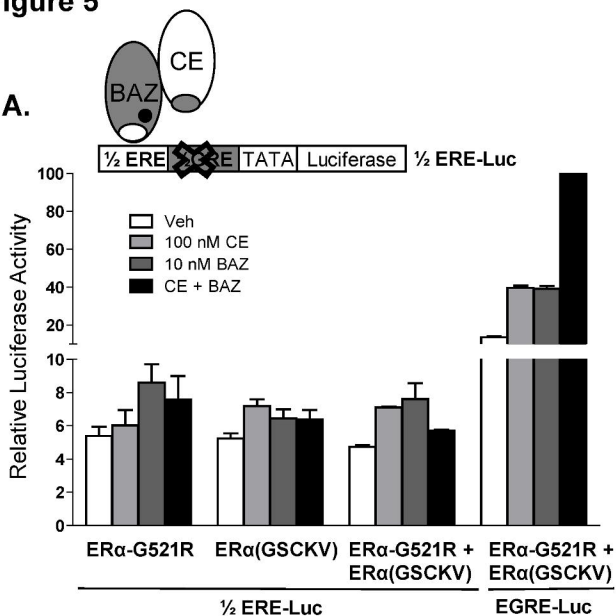 Figure 5
A.
CE
BAZ
½ ERE RE TATA Luciferase ½ ERE-Luc
Relative Luciferase Activity
100
80
60
40
20
10
8
6
4
2
0
Veh
100 nM CE
10 nM BAZ
CE + BAZ
ERα-G521R ERα(GSCKV) ERα-G521R + ERα-G521R +
ERα(GSCKV) ERα(GSCKV)
½ ERE-Luc EGRE-Luc